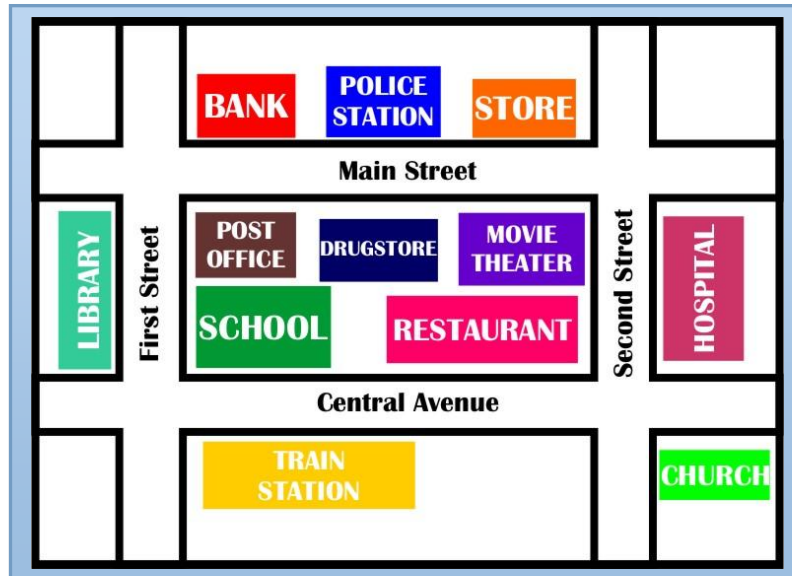 BANK
POLICE
STATION
STORE
Main Street
LIBRARY
First Street
POST
OFFICE
DRUGSTORE
MOVIE
THEATER
Second Street
HOSPITAL
SCHOOL
RESTAURANT
Central Avenue
TRAIN
STATION
CHURCH